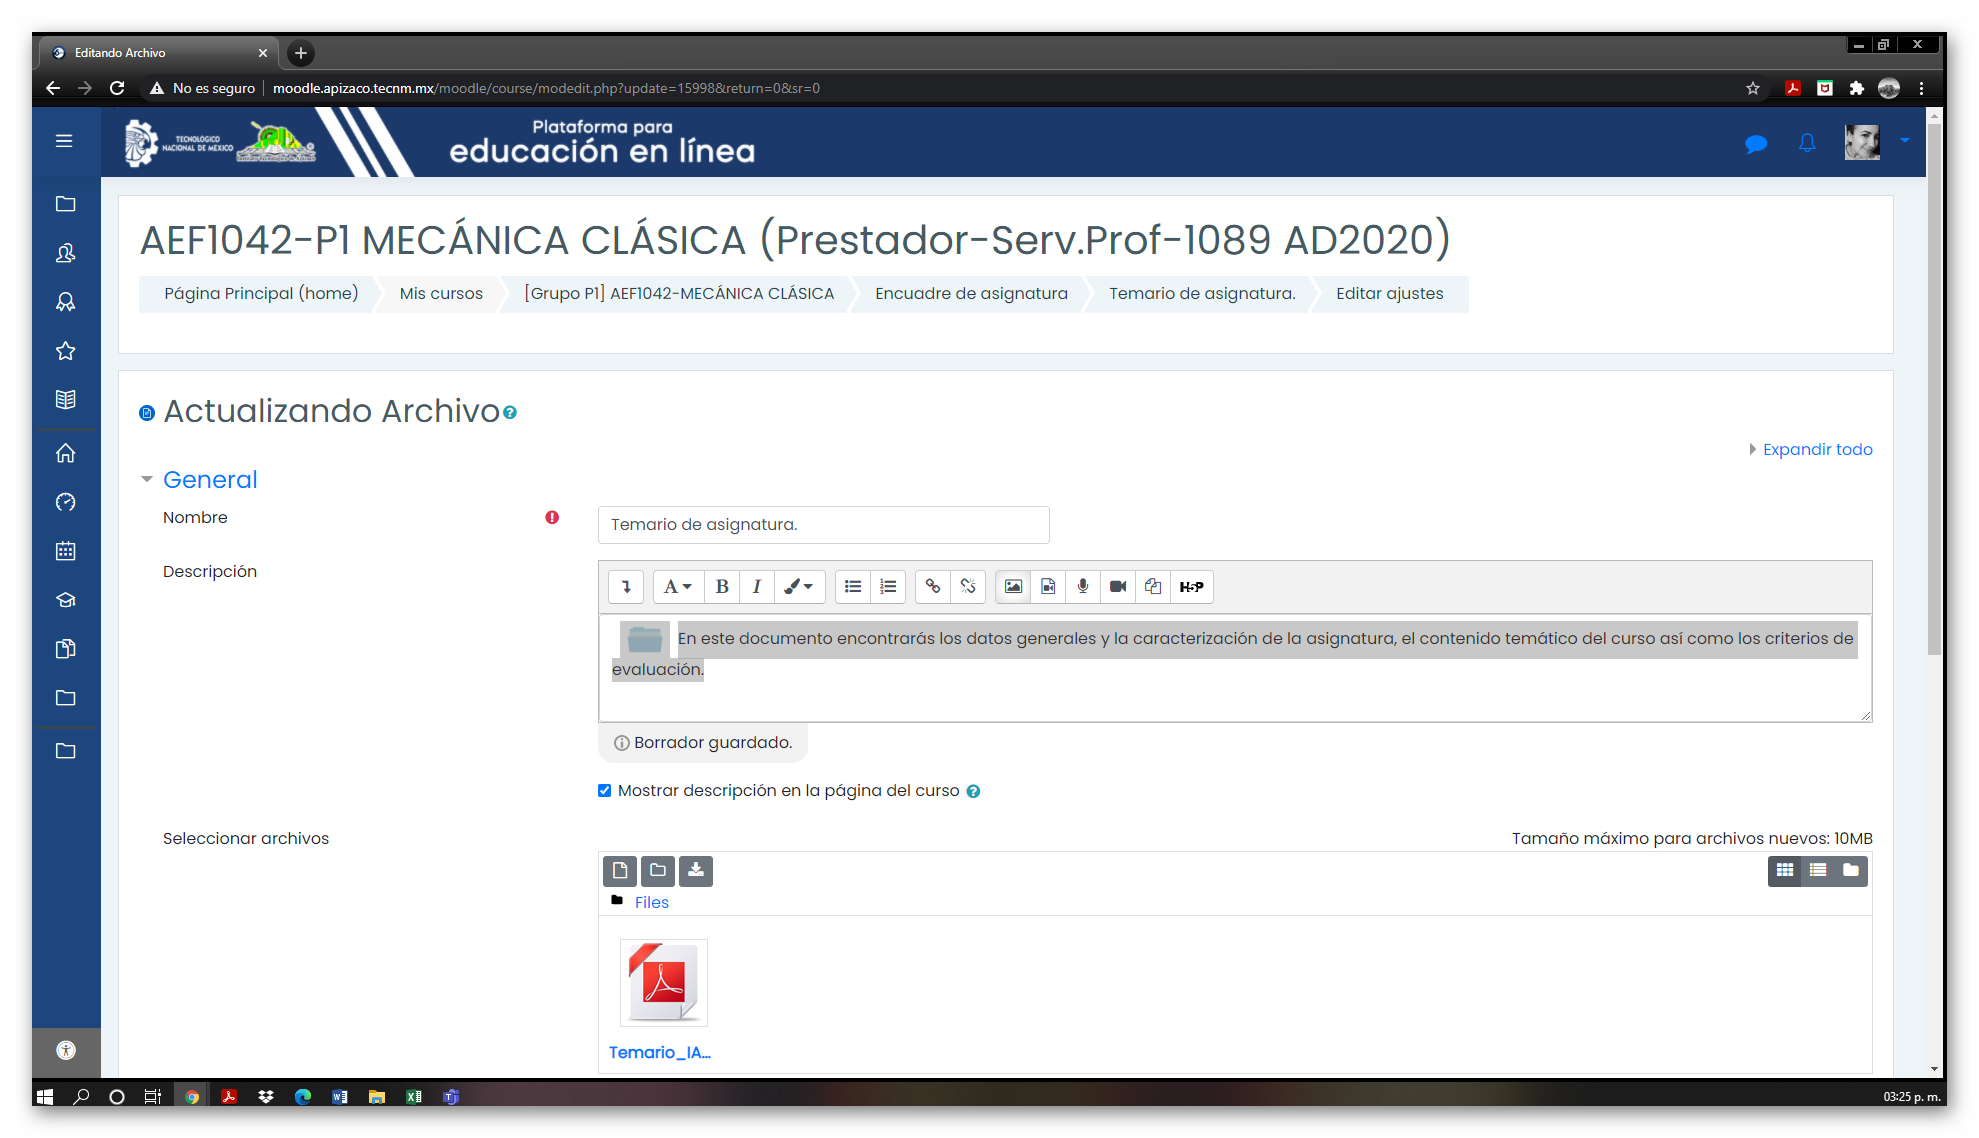 Editando Archivo
No es seguro | moodle.apizaco.tecnm.mx/moodle/course/modedit.php?update=15998&return=0&sr=0
TECNOLÓGICO
NACIONAL DE MÉXICO
Plataforma para
educación en línea
AEF1042-P1 MECÁNICA CLÁSICA (Prestador-Serv.Prof-1089 AD2020)
Página Principal (home) Mis cursos [Grupo P1] AEF1042-MECÁNICA CLÁSICA Encuadre de asignatura Temario de asignatura. Editar ajustes
Actualizando Archivo
Expandir todo
General
Nombre
Temario de asignatura.
Descripción
A B I H5P
En este documento encontrarás los datos generales y la caracterización de la asignatura, el contenido temático del curso así como los criterios de
evaluación.
Borrador guardado.
Mostrar descripción en la página del curso
Seleccionar archivos
Tamaño máximo para archivos nuevos: 10MB
Files
Temario_IA...
03:25 p. m.